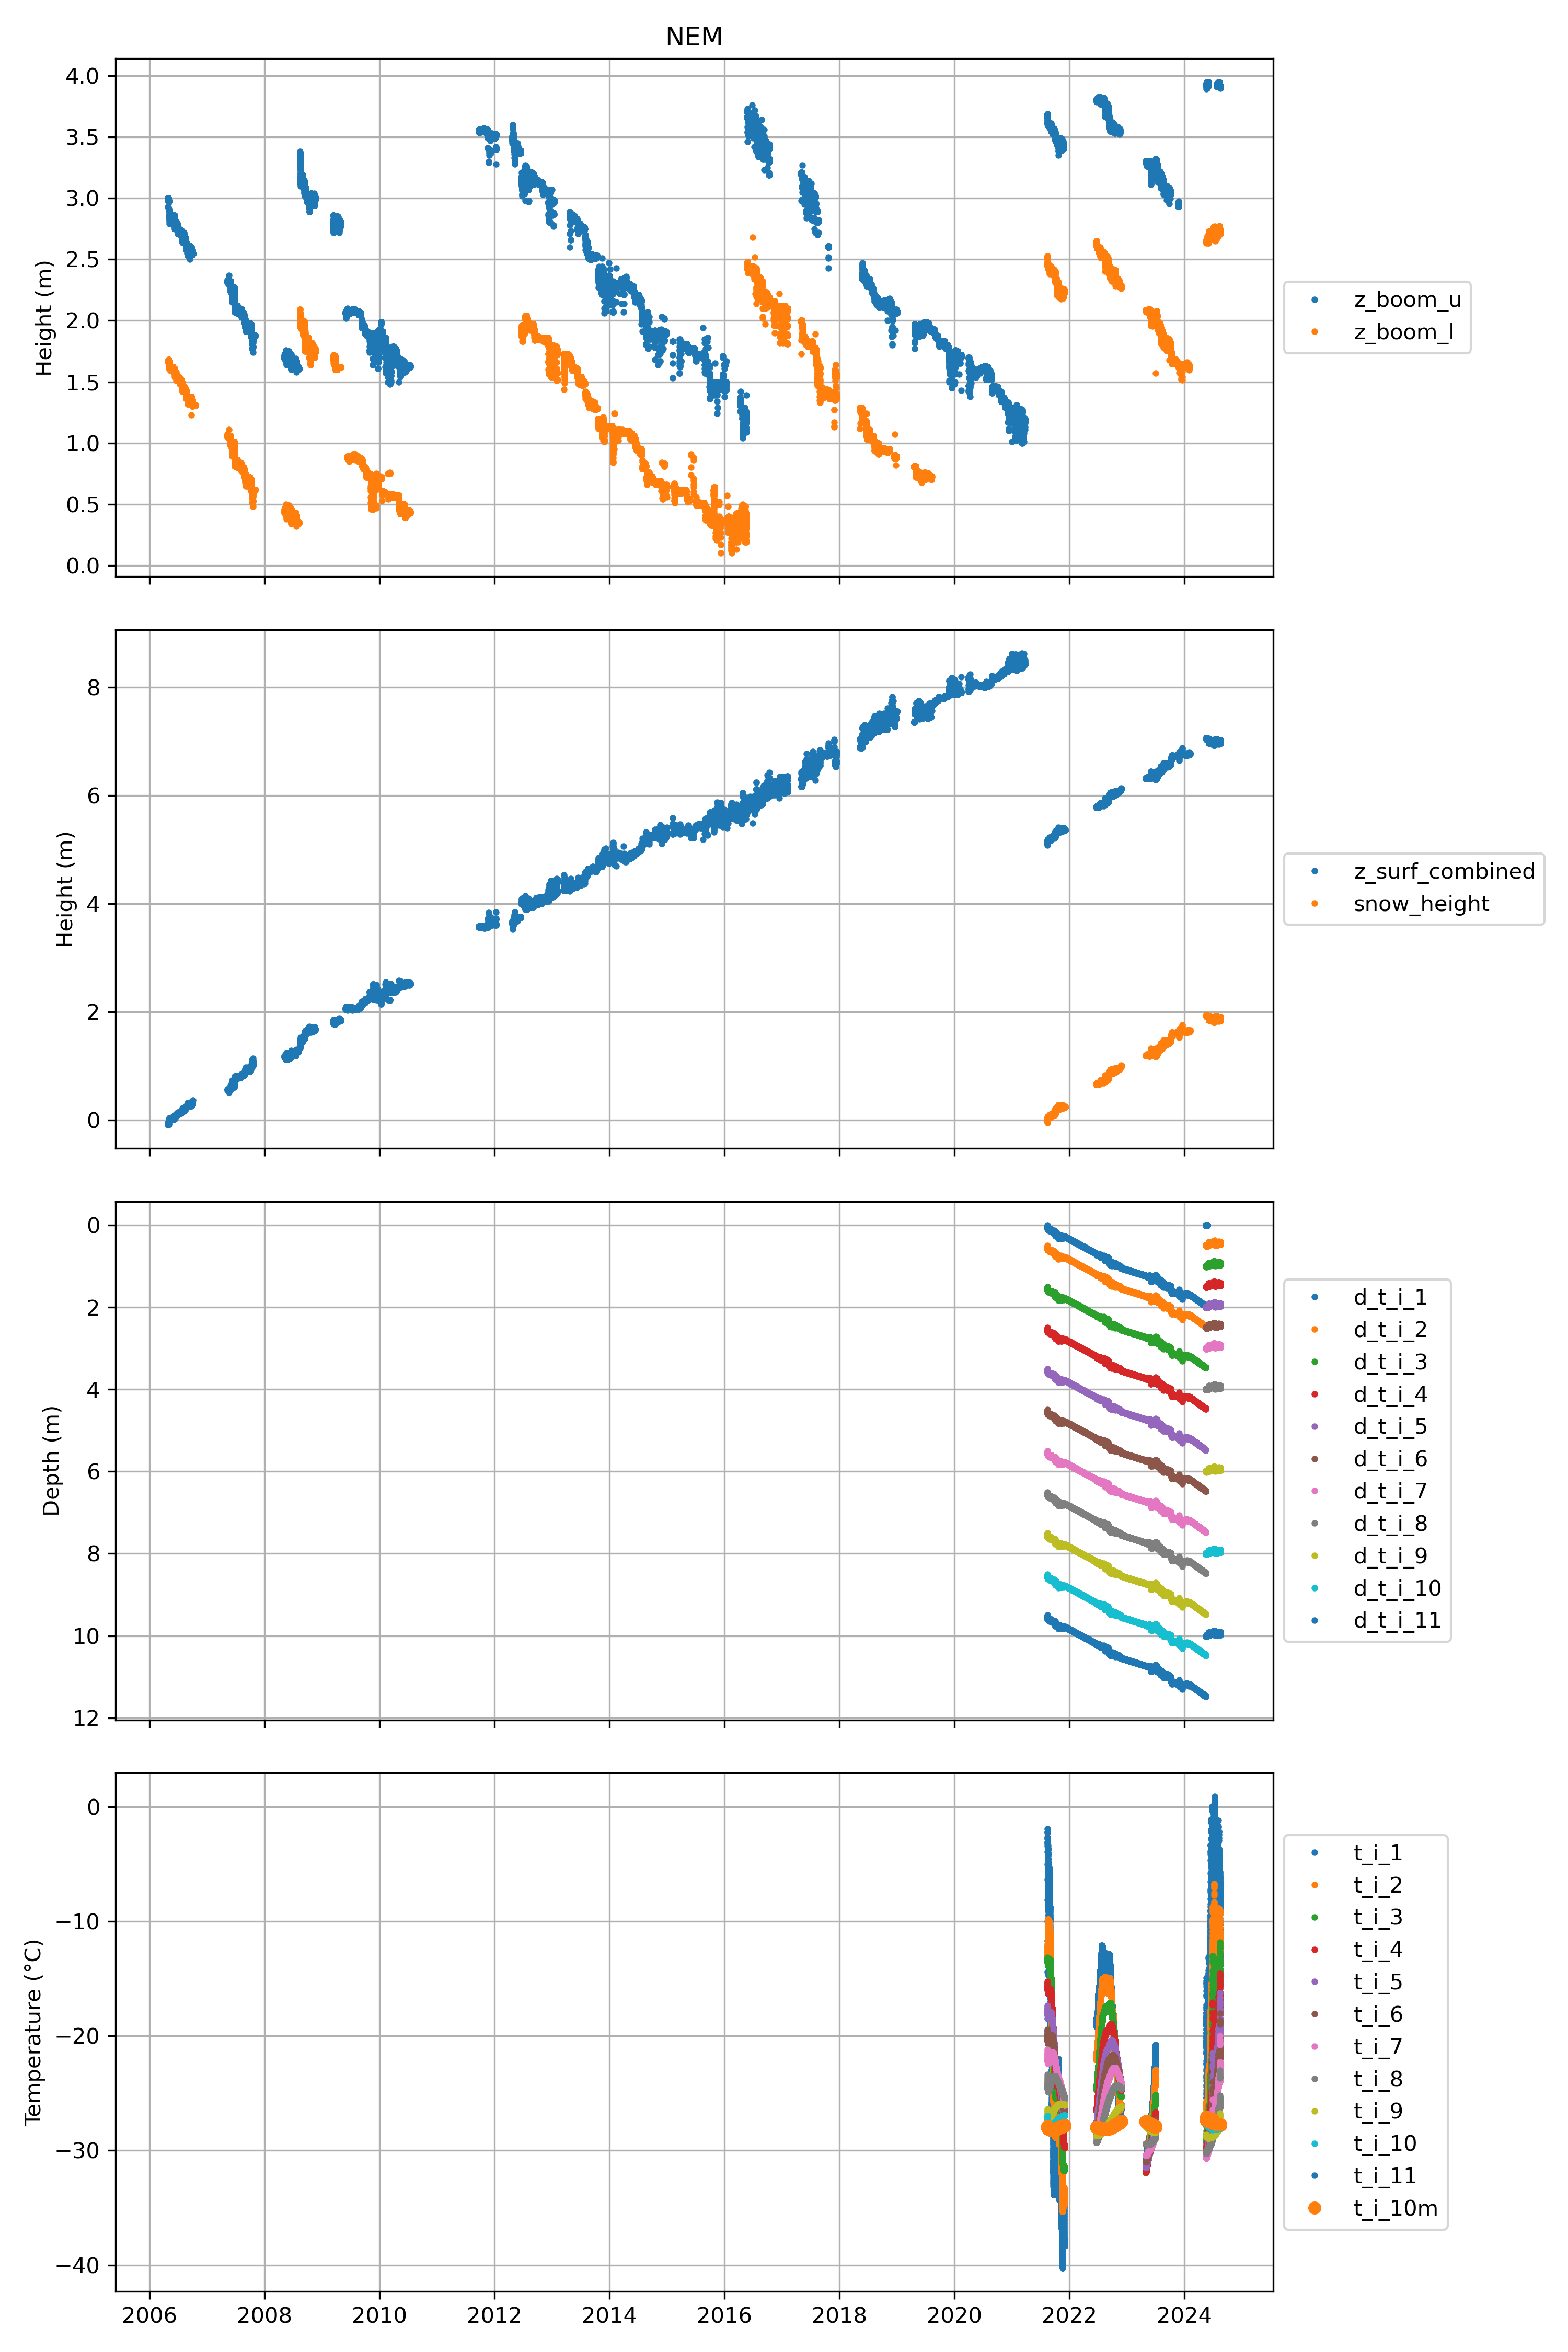 NEM
4.0
3.5
3.0
2.5
2.0
1.5
1.0
0.5
0.0
Height (m)
z_boom_u
z_boom_l
8
6
4
2
0
Height (m)
z_surf_combined
snow_height
0
2
4
6
8
10
12
Depth (m)
d_t_i_1
d_t_i_2
d_t_i_3
d_t_i_4
d_t_i_5
d_t_i_6
d_t_i_7
d_t_i_8
d_t_i_9
d_t_i_10
d_t_i_11
0
−10
−20
−30
−40
Temperature (°C)
t_i_1
t_i_2
t_i_3
t_i_4
t_i_5
t_i_6
t_i_7
t_i_8
t_i_9
t_i_10
t_i_11
t_i_10m
2006 2008 2010 2012 2014 2016 2018 2020 2022 2024